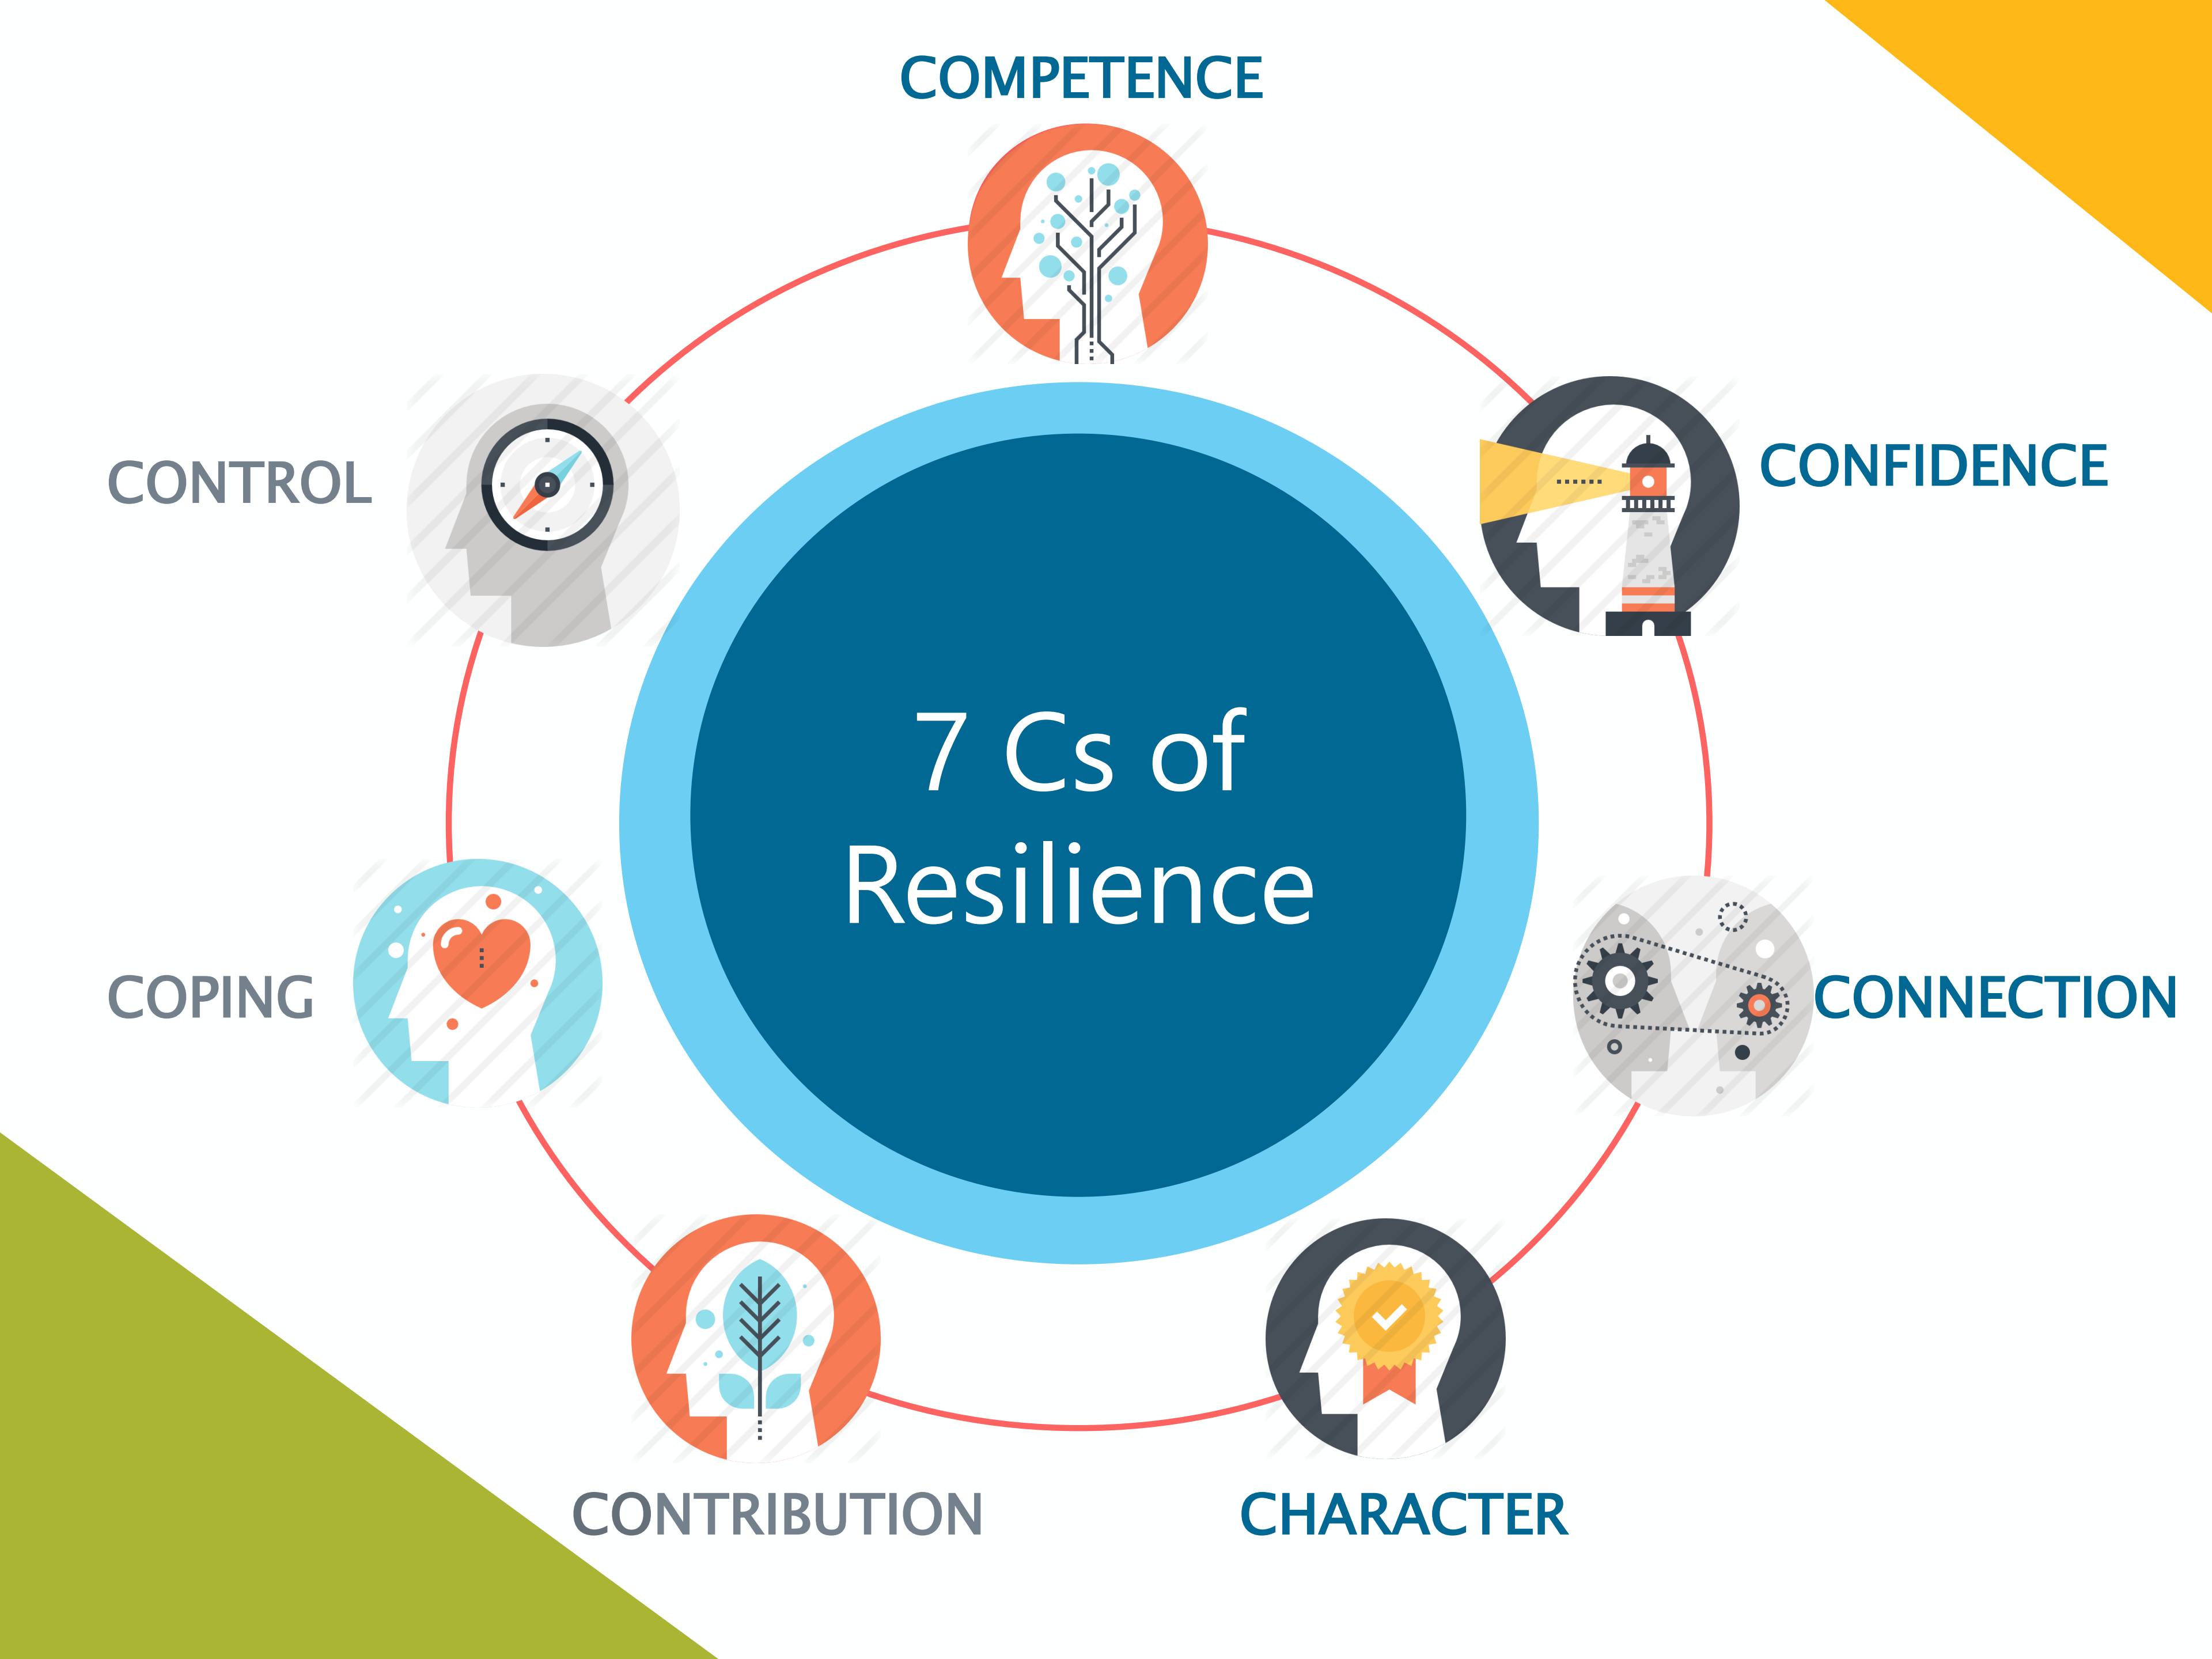 COMPETENCE
CONFIDENCE
CONNECTION
CHARACTER
CONTRIBUTION
COPING
CONTROL
7 Cs of
Resilience